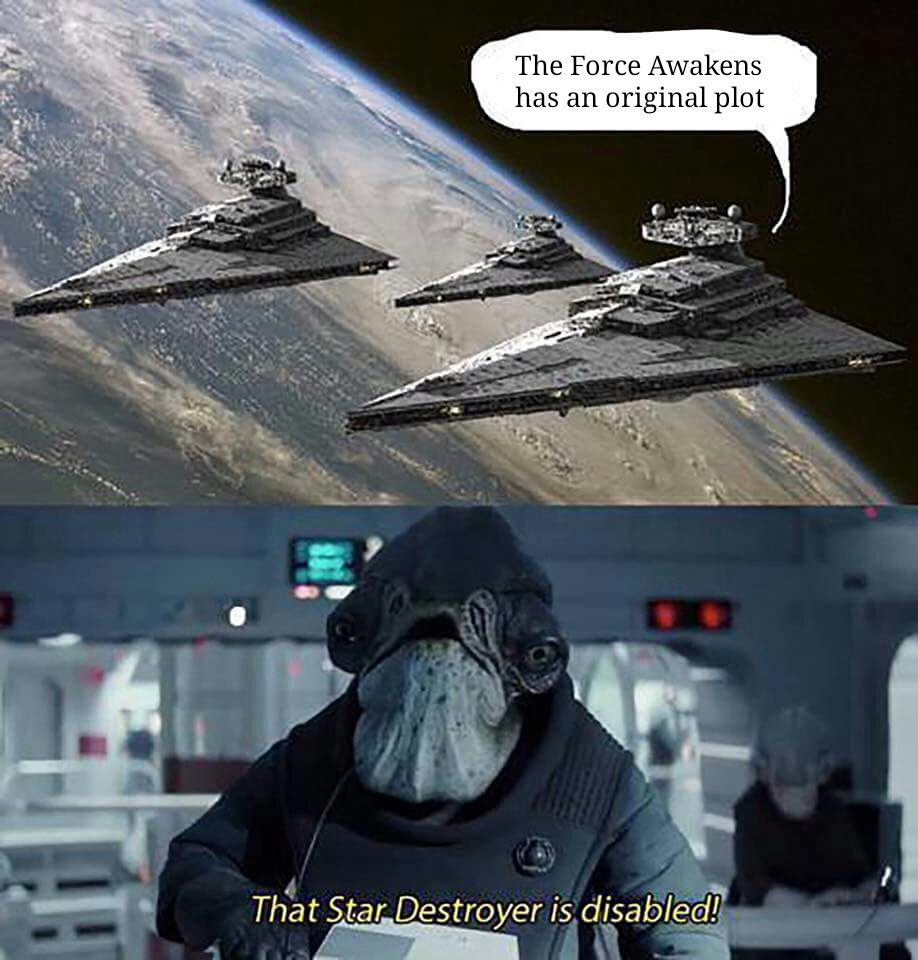 The Force Awakens
has an original plot
That Star Destroyer is disabled!